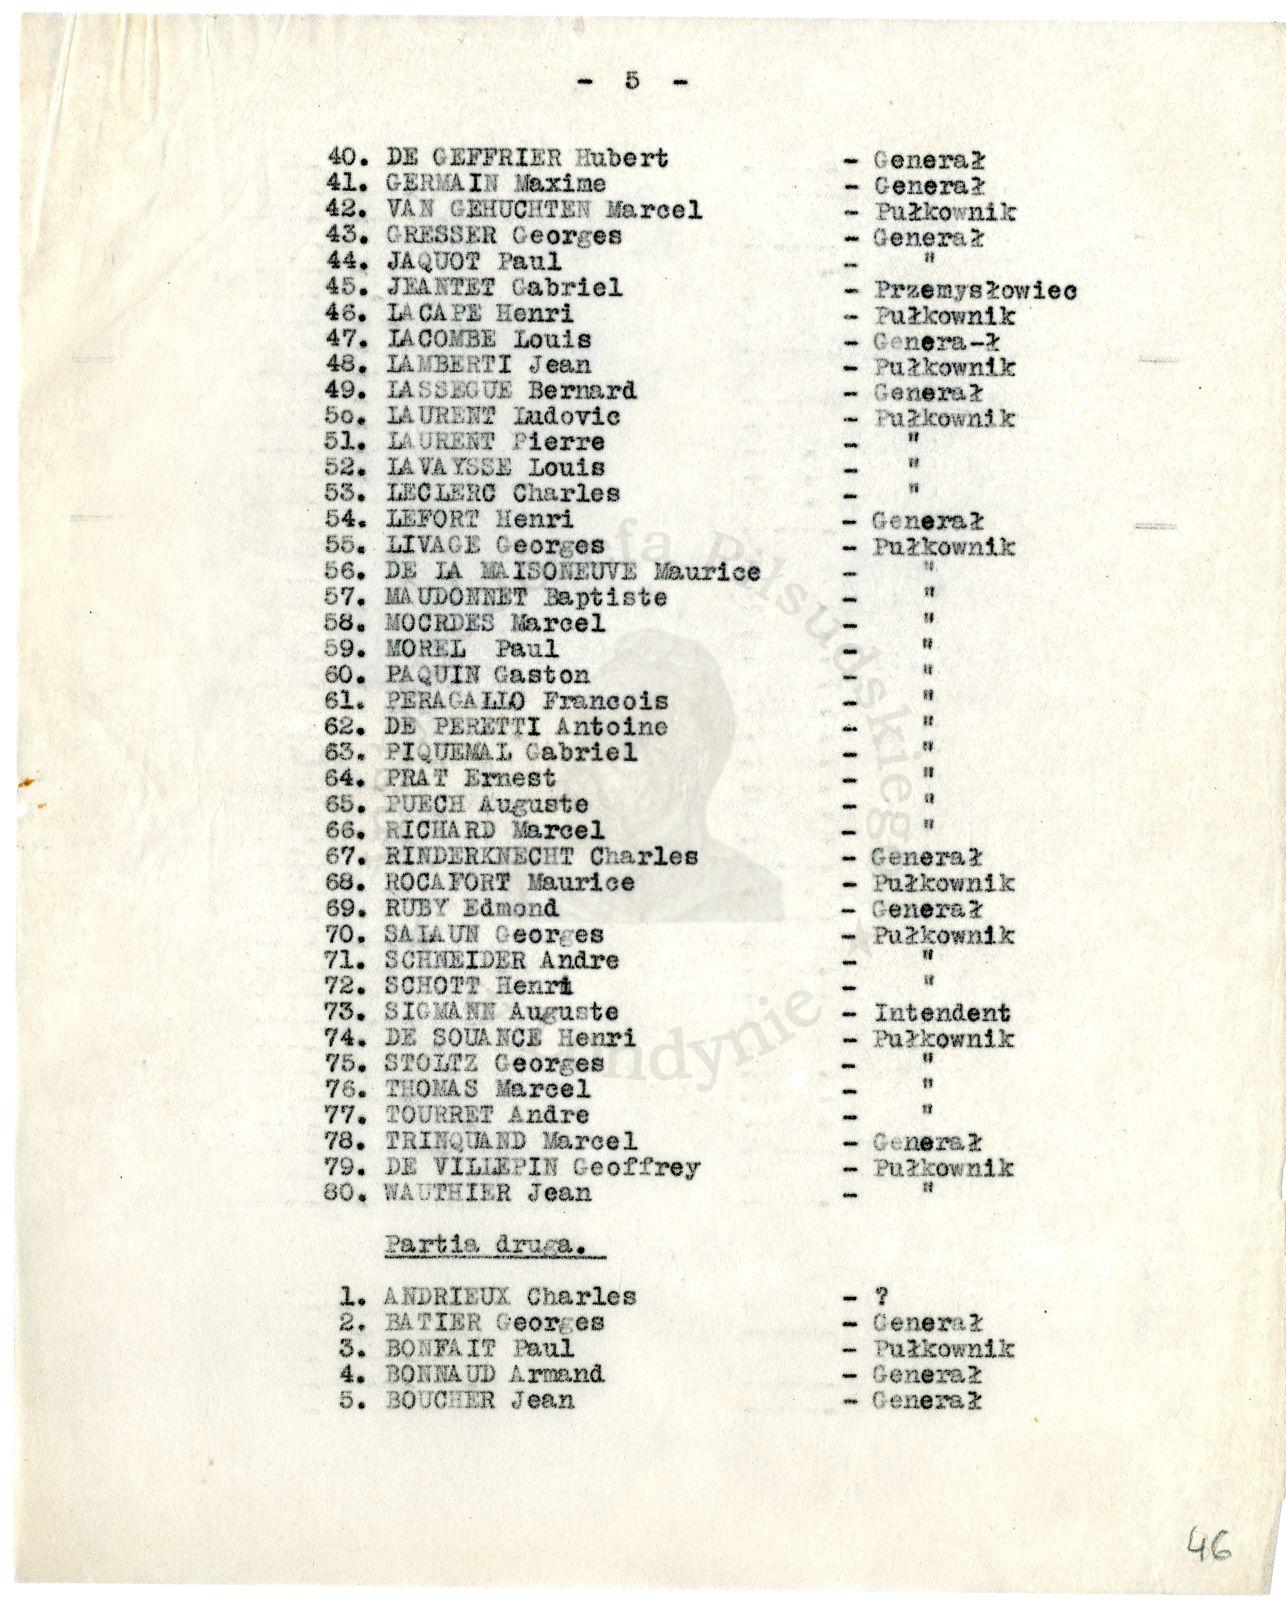 - 5 -
40. DE GEFFRIER Hubert - Generał
41. GERMAIN Maxime - Generał
42. VAN GEHUCHTEN Marcel - Pułkownik
43. GRESSER Georges - Generał
44. JAQUOT Paul - "
45. JEANTET Gabriel - Przemysłowiec
46. LACAPE Henri - Pułkownik
47. LACOMBE Louis - Genera-ł
48. LAMBERTI Jean - Pułkownik
49. LASSEGUE Bernard - Generał
50. LAURENT Ludovic - Pułkownik
51. LAURENT Pierre - "
52. LAVAYSSE Louis - "
53. LECLERC Charles - "
54. LEFORT Henri - Generał
55. LIVAGE Georges - Pułkownik
56. DE LA MAISONEUVE Maurice - "
57. MAUDONNET Baptiste - "
58. MOCRDES Marcel - "
59. MOREL Paul - "
60. PAQUIN Gaston - "
61. PERAGALLO Francois - "
62. DE PERETTI Antoine - "
63. PIQUEMAL Gabriel - "
64. PRAT Ernest - "
65. PUECH Auguste - "
66. RICHARD Marcel - "
67. RINDERKNECHT Charles - Generał
68. ROCAFORT Maurice - Pułkownik
69. RUBY Edmond - Generał
70. SALAUN Georges - Pułkownik
71. SCHNEIDER Andre - "
72. SCHOTT Henri - "
73. SIGMANN Auguste - Intendent
74. DE SOUANCE Henri - Pułkownik
75. STOLTZ Georges - "
76. THOMAS Marcel - "
77. TOURRET Andre - "
78. TRINQUAND Marcel - Generał
79. DE VILLEPIN Geoffrey - Pułkownik
80. WAUTHIER Jean - "
Partia druga.
1. ANDRIEUX Charles - ?
2. BATIER Georges - Generał
3. BONFAIT Paul - Pułkownik
4. BONNAUD Armand - Generał
5. BOUCHER Jean - Generał
46